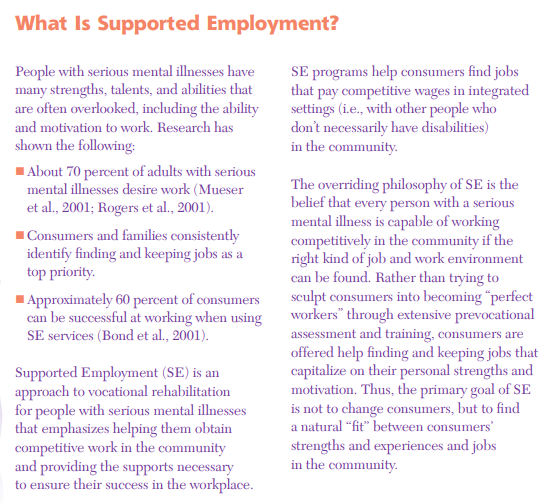 What Is Supported Employment?
People with serious mental illnesses have
many strengths, talents, and abilities that
are often overlooked, including the ability
and motivation to work. Research has
shown the following:
■ About 70 percent of adults with serious
mental illnesses desire work (Mueser
et al., 2001; Rogers et al., 2001).
■ Consumers and families consistently
identify finding and keeping jobs as a
top priority.
■ Approximately 60 percent of consumers
can be successful at working when using
SE services (Bond et al., 2001).
Supported Employment (SE) is an
approach to vocational rehabilitation
for people with serious mental illnesses
that emphasizes helping them obtain
competitive work in the community
and providing the supports necessary
to ensure their success in the workplace.
SE programs help consumers find jobs
that pay competitive wages in integrated
settings (i.e., with other people who
don't necessarily have disabilities)
in the community.
The overriding philosophy of SE is the
belief that every person with a serious
mental illness is capable of working
competitively in the community if the
right kind of job and work environment
can be found. Rather than trying to
sculpt consumers into becoming “perfect
workers” through extensive prevocational
assessment and training, consumers are
offered help finding and keeping jobs that
capitalize on their personal strengths and
motivation. Thus, the primary goal of SE
is not to change consumers, but to find
a natural “fit” between consumers'
strengths and experiences and jobs
in the community.